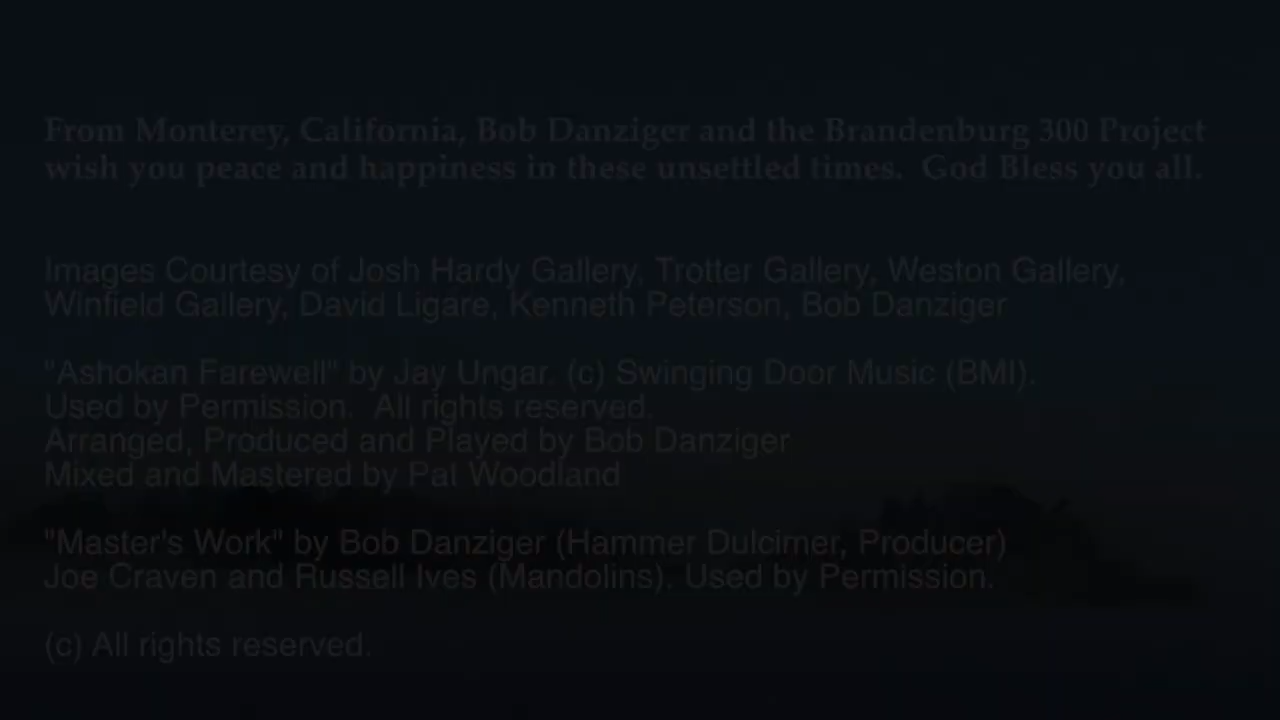 From Monterey, California, Bob Danziger and the Brandenburg 300 Project
wish you peace and happiness in these unsettled times.  God Bless you all.
Images Courtesy of Josh Hardy Gallery, Trotter Gallery, Weston Gallery,
Winfield Gallery, David Ligare, Kenneth Peterson, Bob Danziger
"Ashokan Farewell" by Jay Ungar. (c) Swinging Door Music (BMI).
Used by Permission.  All rights reserved.
Arranged, Produced and Played by Bob Danziger
Mixed and Mastered by Pat Woodland
"Master's Work" by Bob Danziger (Hammer Dulcimer, Producer)
Joe Craven and Russell Ives (Mandolins). Used by Permission.
(c) All rights reserved.